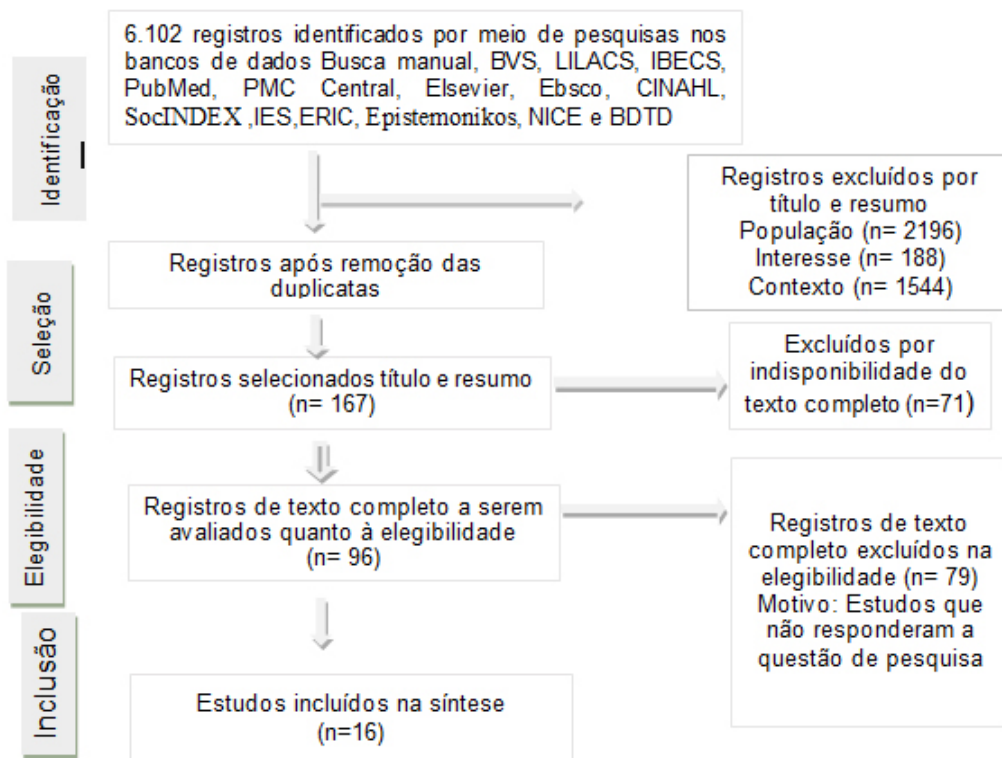 Identificação
6.102 registros identificados por meio de pesquisas nos
bancos de dados Busca manual, BVS, LILACS, IBECS,
PubMed, PMC Central, Elsevier, Ebsco, CINAHL,
SocINDEX ,IES,ERIC, Epistemonikos, NICE e BDTD
Registros excluídos por
título e resumo
População (n= 2196)
Interesse (n= 188)
Contexto (n= 1544)
Seleção
Registros após remoção das
duplicatas
Registros selecionados título e resumo
(n= 167)
Excluídos por
indisponibilidade do
texto completo (n=71)
Elegibilidade
Registros de texto completo a serem
avaliados quanto à elegibilidade
(n= 96)
Registros de texto
completo excluídos na
elegibilidade (n= 79)
Motivo: Estudos que
não responderam a
questão de pesquisa
Inclusão
Estudos incluídos na síntese
(n=16)